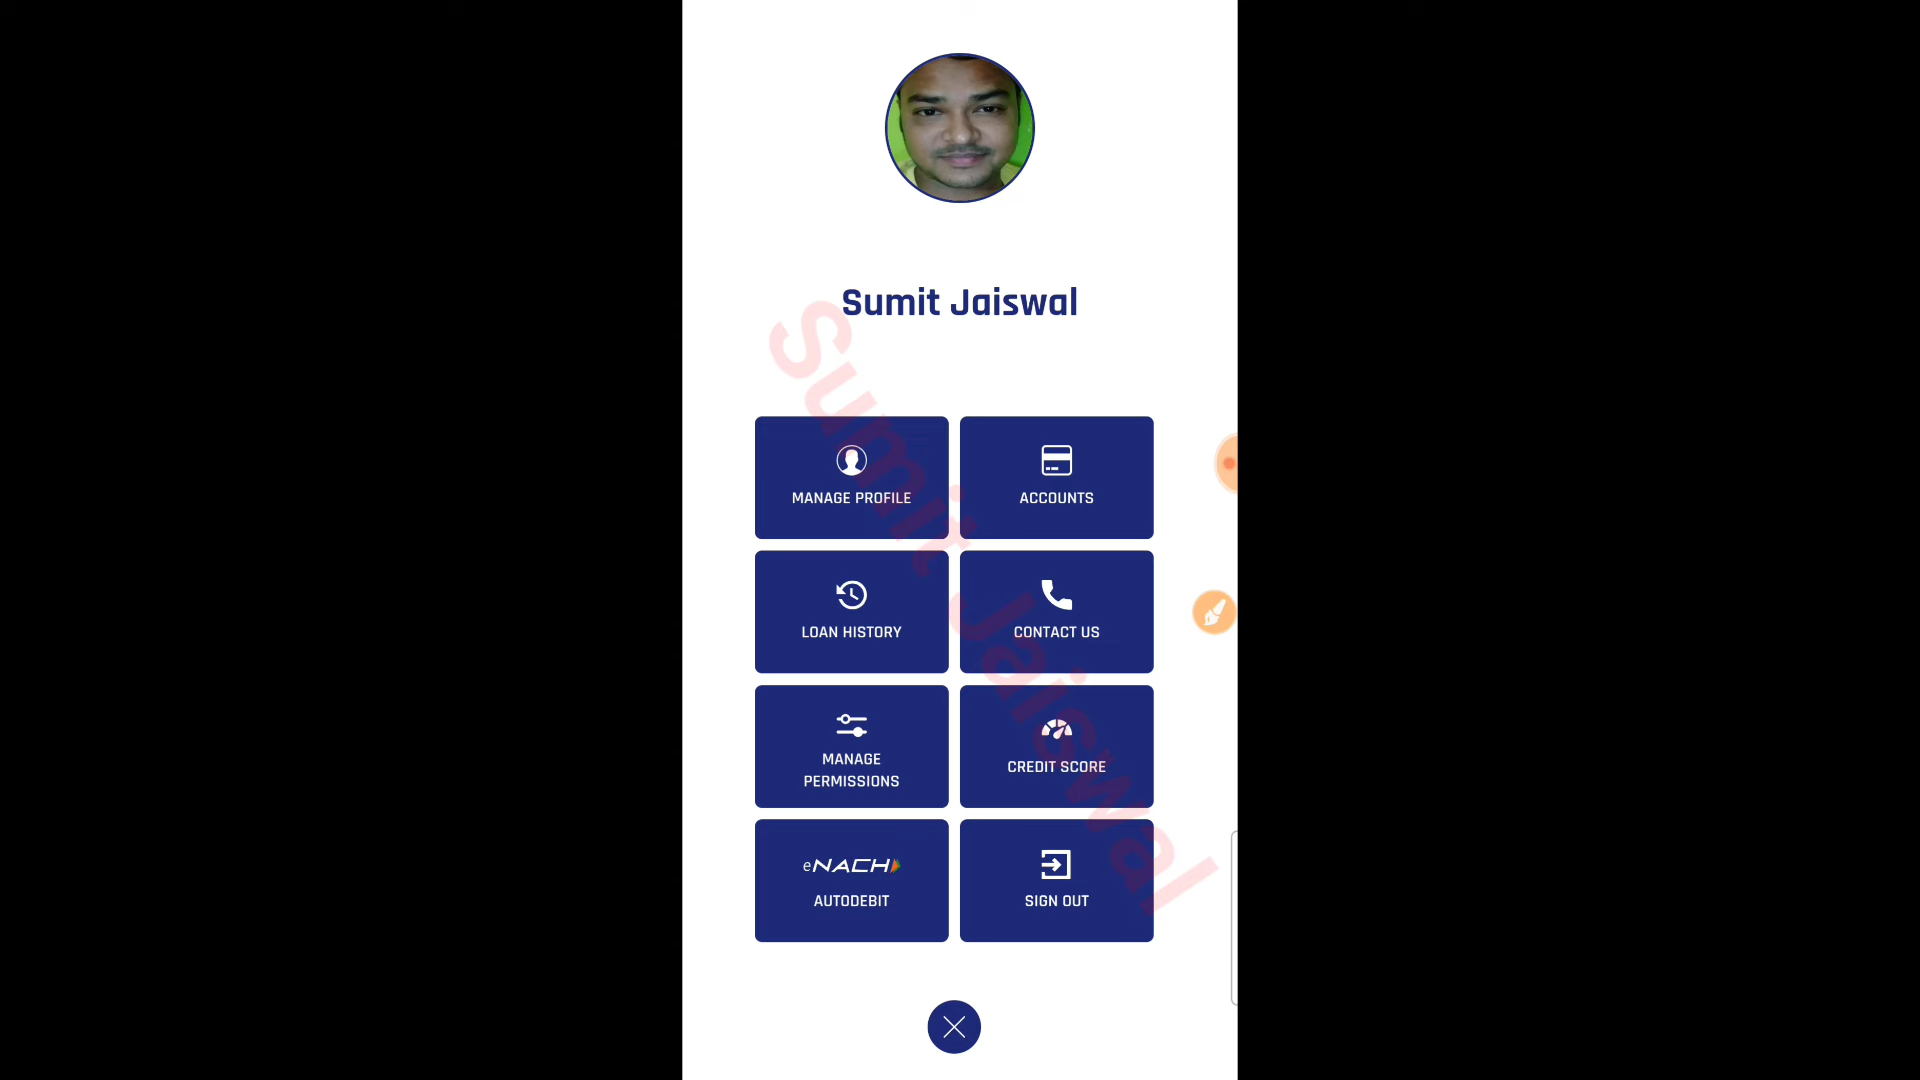 Sumit Jaiswal
Sumit Jaiswal
MANAGE PROFILE
ACCOUNTS
LOAN HISTORY
CONTACT US
MANAGE
PERMISSIONS
CREDIT SCORE
eNACH
AUTODEBIT
SIGN OUT